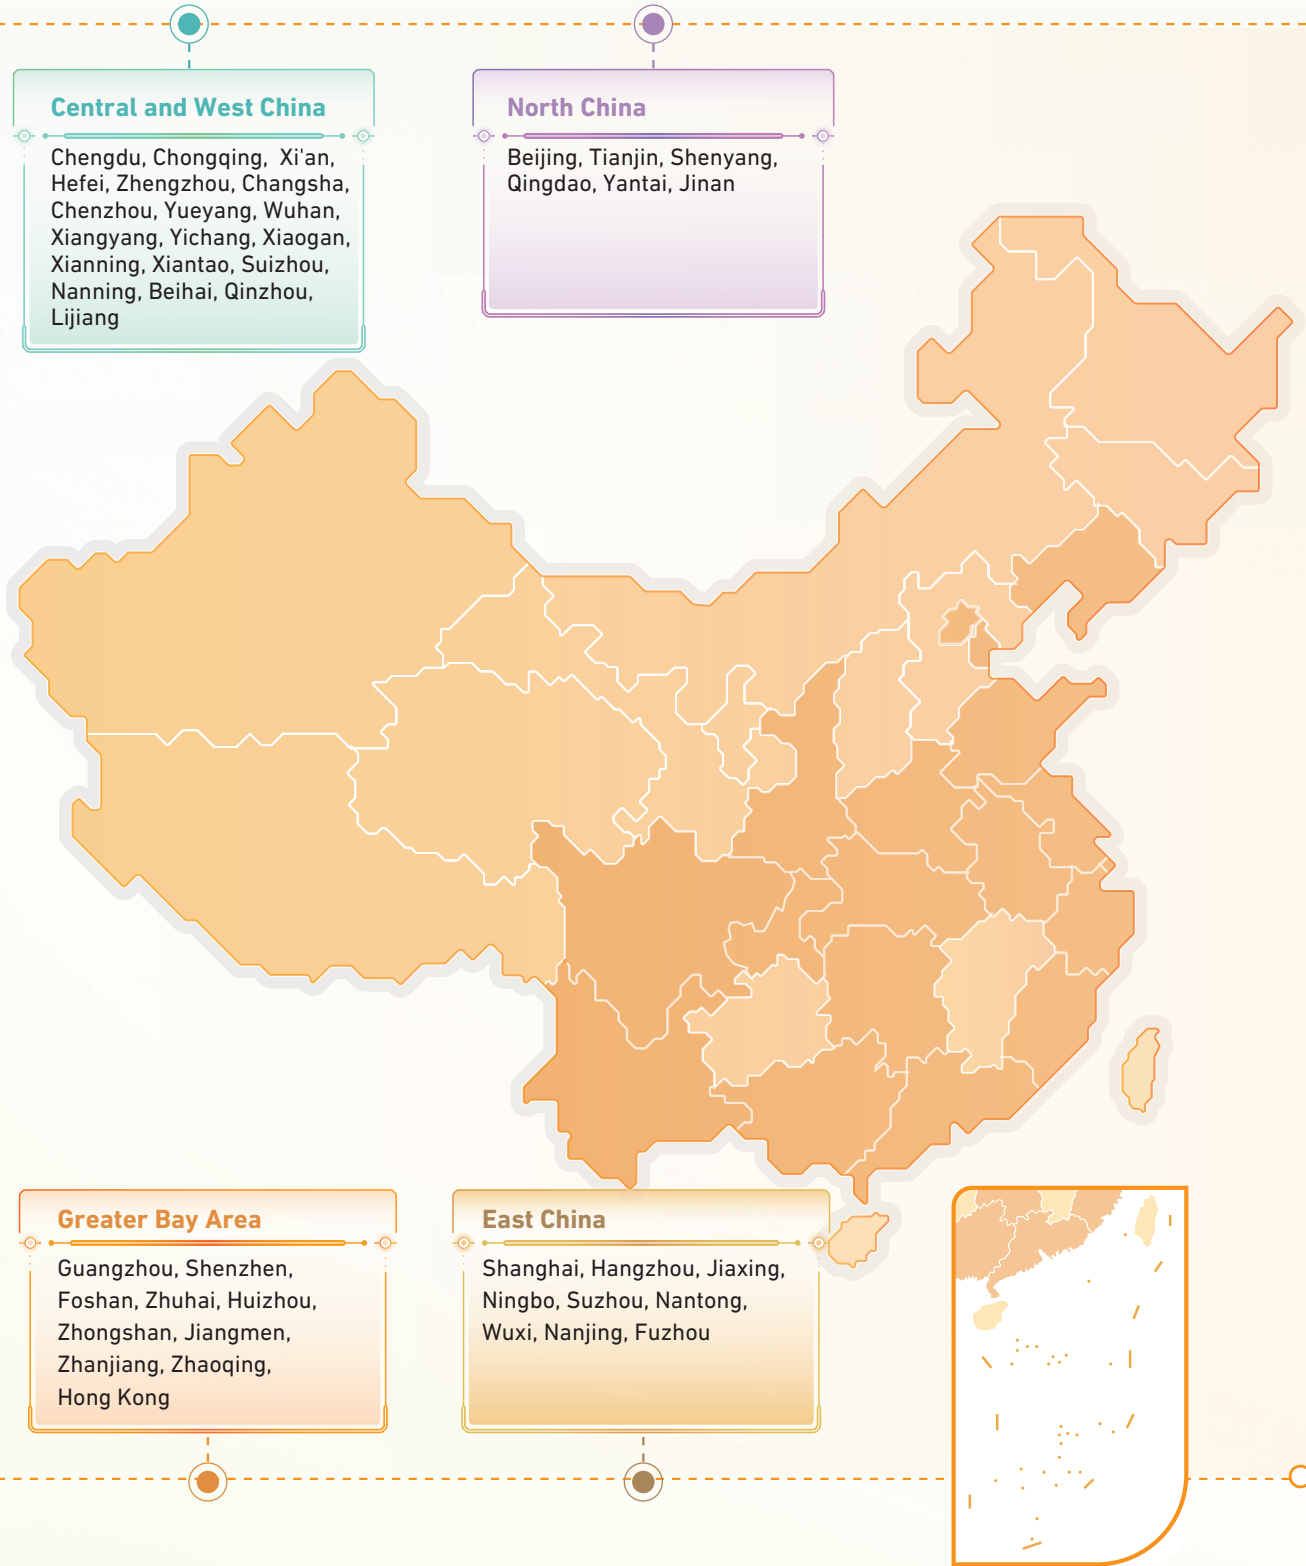 Central and West China
Chengdu, Chongqing, Xi'an,
Hefei, Zhengzhou, Changsha,
Chenzhou, Yueyang, Wuhan,
Xiangyang, Yichang, Xiaogan,
Xianning, Xiantao, Suizhou,
Nanning, Beihai, Qinzhou,
Lijiang
North China
Beijing, Tianjin, Shenyang,
Qingdao, Yantai, Jinan
Greater Bay Area
Guangzhou, Shenzhen,
Foshan, Zhuhai, Huizhou,
Zhongshan, Jiangmen,
Zhanjiang, Zhaoqing,
Hong Kong
East China
Shanghai, Hangzhou, Jiaxing,
Ningbo, Suzhou, Nantong,
Wuxi, Nanjing, Fuzhou